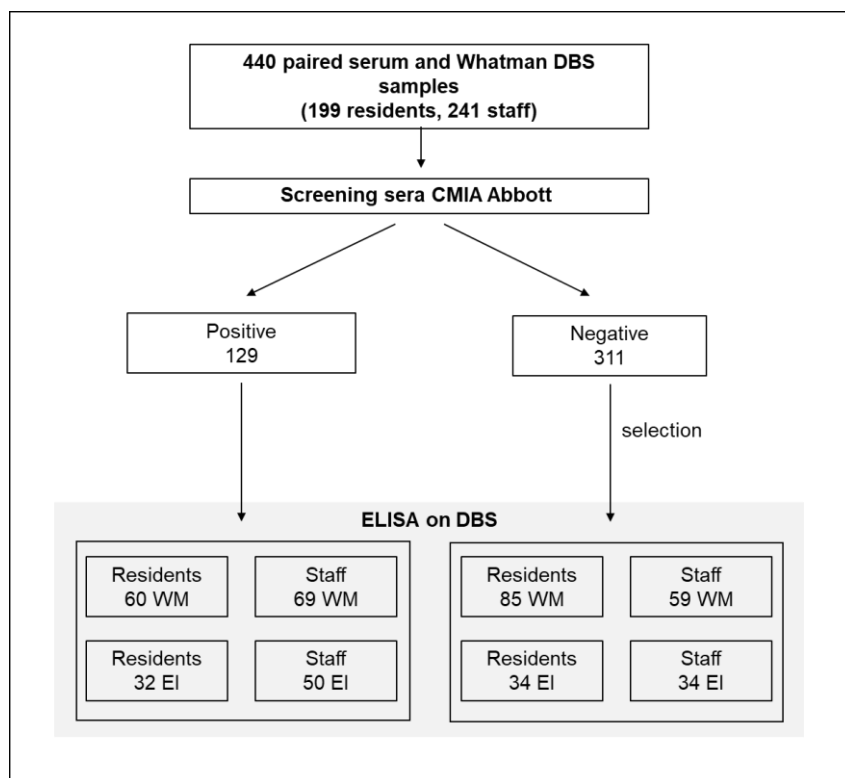 440 paired serum and Whatman DBS
samples
(199 residents, 241 staff)
Screening sera CMIA Abbott
Positive
129
Negative
311
selection
ELISA on DBS
Residents
60 WM
Staff
69 WM
Residents
85 WM
Staff
59 WM
Residents
32 EI
Staff
50 EI
Residents
34 EI
Staff
34 EI